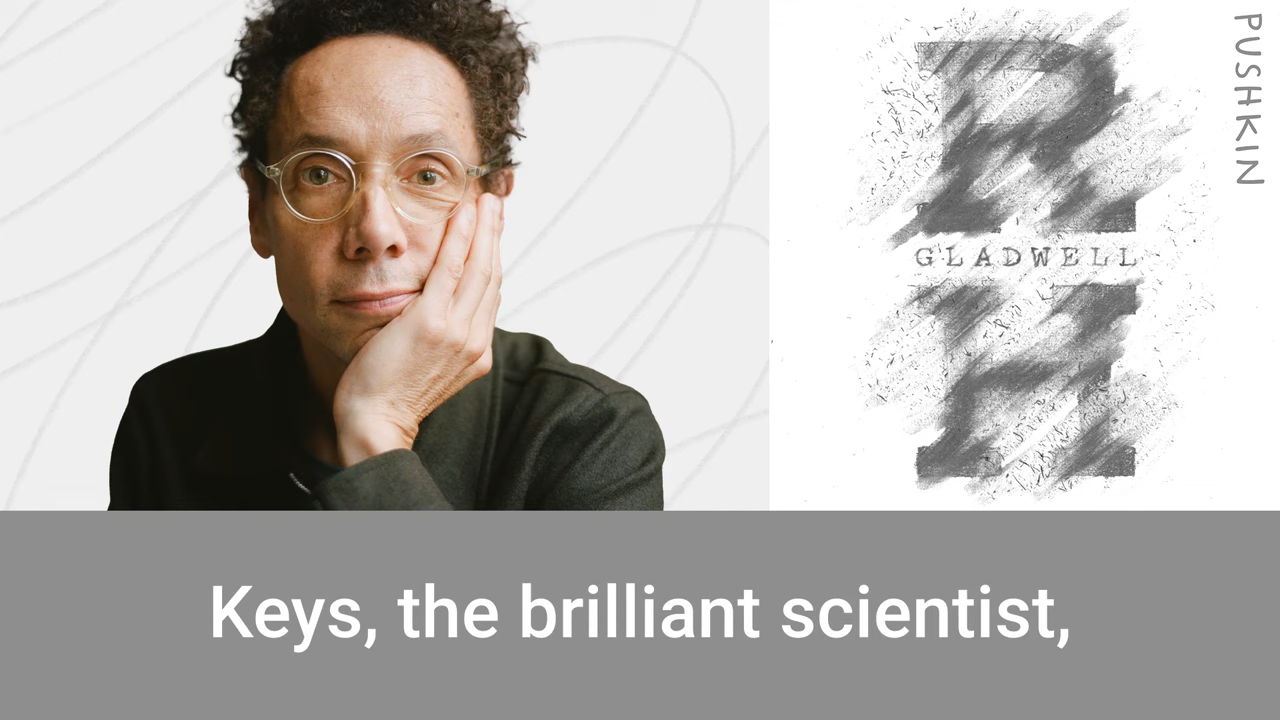 PUSHKIN
R
GLADWELL
H
Keys, the brilliant scientist,